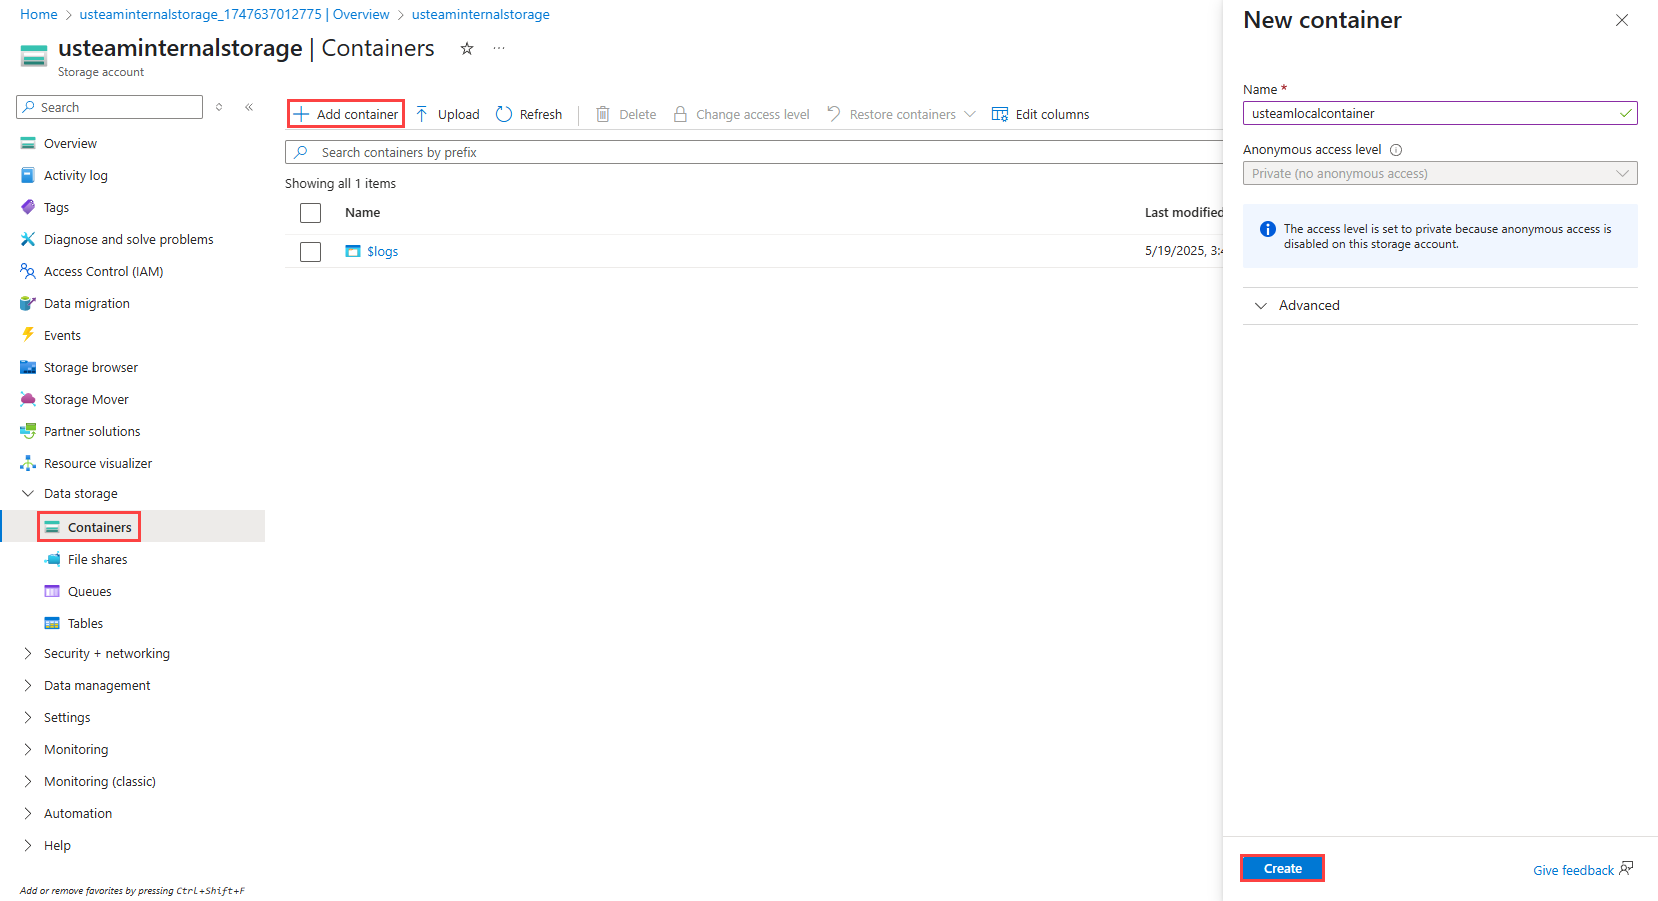 Home > usteaminternalstorage_1747637012775 | Overview > usteaminternalstorage
usteaminternalstorage | Containers
Storage account
Search
Overview
Activity log
Tags
Diagnose and solve problems
Access Control (IAM)
Data migration
Events
Storage browser
Storage Mover
Partner solutions
Resource visualizer
Data storage
Containers
File shares
Queues
Tables
Security + networking
Data management
Settings
Monitoring
Monitoring (classic)
Automation
Help
Add or remove favorites by pressing Ctrl+Shift+F
Add container Upload Refresh Delete Change access level Restore containers Edit columns
Search containers by prefix
Showing all 1 items
Name Last modified
$logs 5/19/2025, 3:4
New container
Name *
usteamlocalcontainer
Anonymous access level
Private (no anonymous access)
The access level is set to private because anonymous access is
disabled on this storage account.
Advanced
Create Give feedback